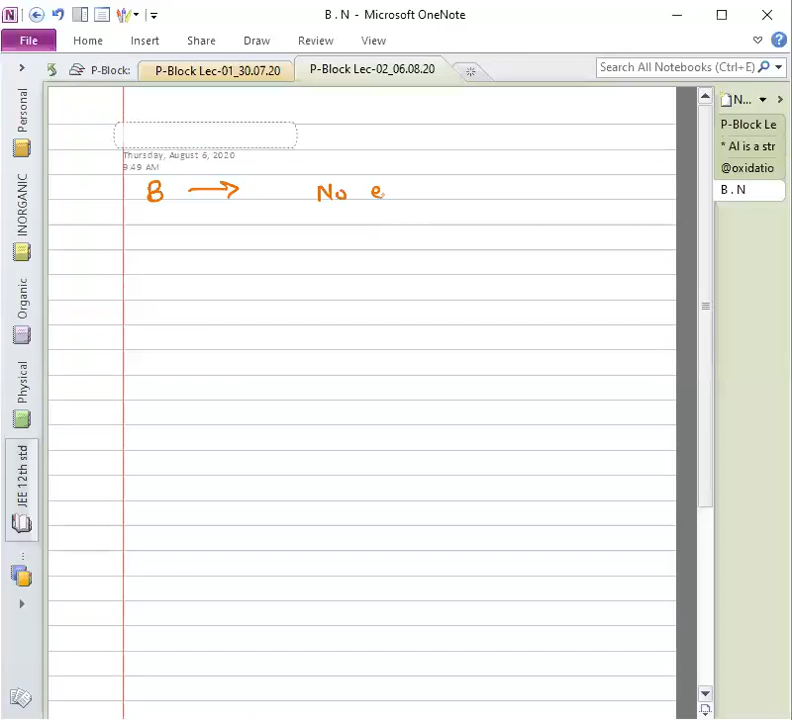 B . N - Microsoft OneNote
File Home Insert Share Draw Review View
P-Block: P-Block Lec-01_30.07.20 P-Block Lec-02_06.08.20 Search All Notebooks (Ctrl+E)
N...
P-Block Le
* Al is a str
@oxidatio
B . N
Personal
INORGANIC
Organic
Physical
JEE 12th std
Thursday, August 6, 2020
9:49 AM
B → No e